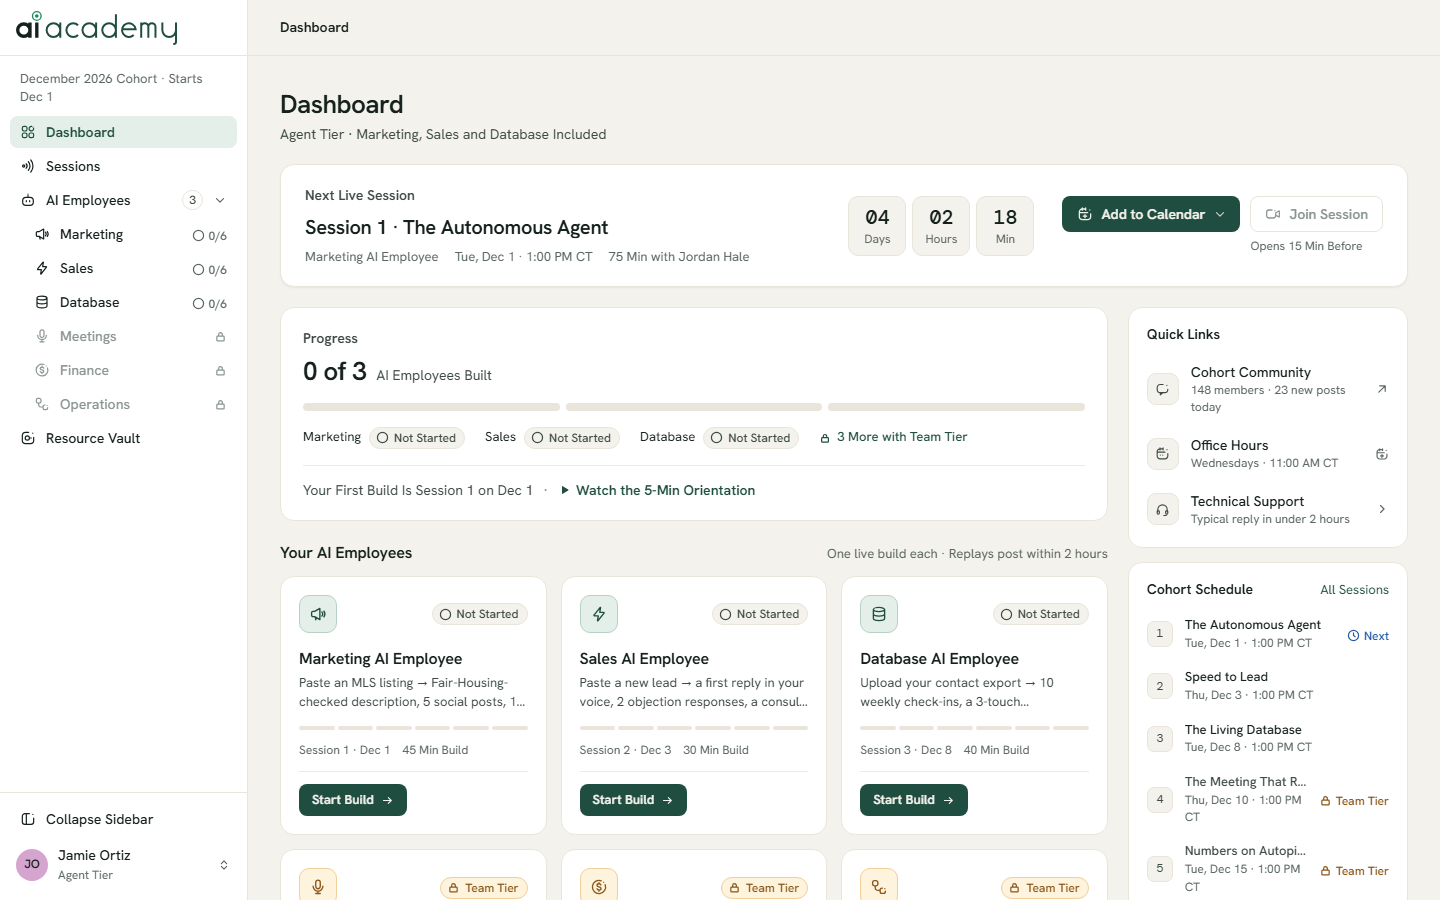 ai academy
December 2026 Cohort · Starts
Dec 1
Dashboard
Sessions
AI Employees 3
Marketing 0/6
Sales 0/6
Database 0/6
Meetings
Finance
Operations
Resource Vault
Collapse Sidebar
JO
Jamie Ortiz
Agent Tier
Dashboard
Dashboard
Agent Tier · Marketing, Sales and Database Included
Next Live Session
Session 1 · The Autonomous Agent
Marketing AI Employee Tue, Dec 1 · 1:00 PM CT 75 Min with Jordan Hale
04 Days
02 Hours
18 Min
Add to Calendar
Join Session
Opens 15 Min Before
Progress
0 of 3 AI Employees Built
Marketing Not Started Sales Not Started Database Not Started 3 More with Team Tier
Your First Build Is Session 1 on Dec 1 · Watch the 5-Min Orientation
Your AI Employees
One live build each · Replays post within 2 hours
Not Started
Marketing AI Employee
Paste an MLS listing → Fair-Housing-
checked description, 5 social posts, 1...
Session 1 · Dec 1 45 Min Build
Start Build →
Not Started
Sales AI Employee
Paste a new lead → a first reply in your
voice, 2 objection responses, a consul...
Session 2 · Dec 3 30 Min Build
Start Build →
Not Started
Database AI Employee
Upload your contact export → 10
weekly check-ins, a 3-touch...
Session 3 · Dec 8 40 Min Build
Start Build →
Team Tier
Team Tier
Team Tier
Quick Links
Cohort Community
148 members · 23 new posts
today
Office Hours
Wednesdays · 11:00 AM CT
Technical Support
Typical reply in under 2 hours
Cohort Schedule All Sessions
1 The Autonomous Agent
Tue, Dec 1 · 1:00 PM CT
Next
2 Speed to Lead
Thu, Dec 3 · 1:00 PM CT
3 The Living Database
Tue, Dec 8 · 1:00 PM CT
4 The Meeting That R...
Thu, Dec 10 · 1:00 PM
CT
Team Tier
5 Numbers on Autopi...
Tue, Dec 15 · 1:00 PM
CT
Team Tier